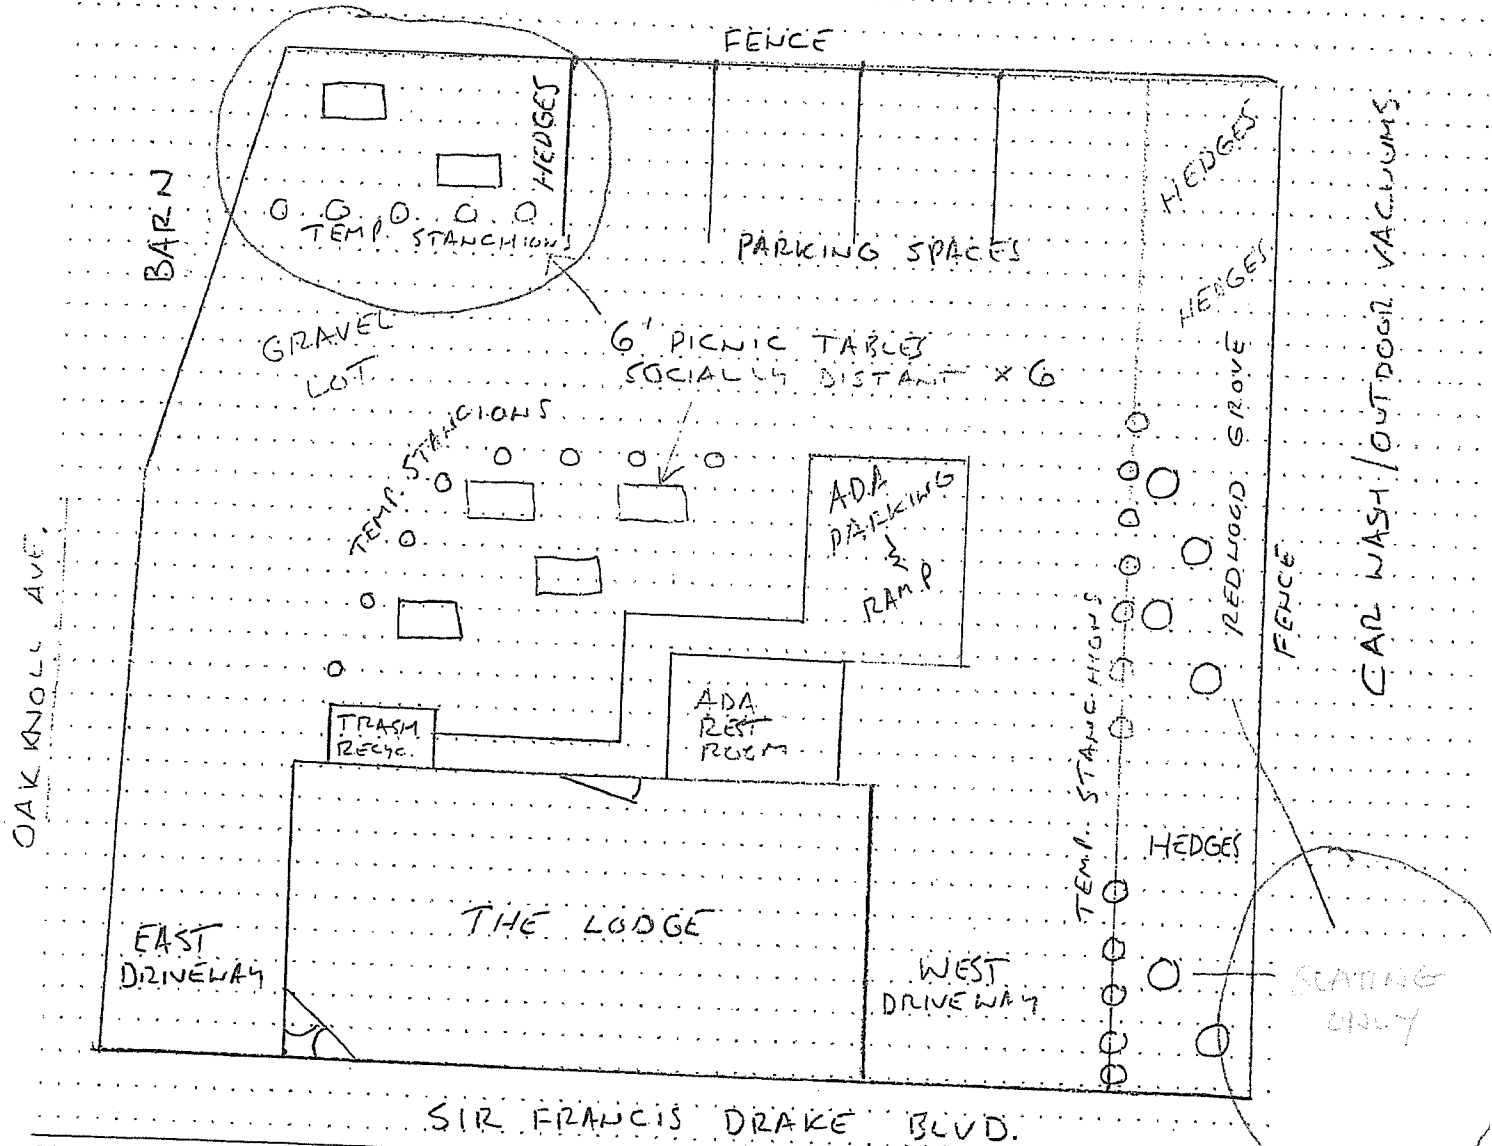 FENCE
HEDGES
TEMP. STANCHIONS
BARN
PARKING SPACES
HEDGES
HEDGES
CAR WASH/OUTDOOR VACUUMS
GRAVEL
LOT
6' PICNIC TABLES
SOCIALLY DISTANT × 6
TEMP. STANCIONS
ADA
PARKING
&
RAMP
REDWOOD GROVE
FENCE
OAK KNOLL AVE.
TRASH
RECYC.
ADA
REST
ROOM
TEMP. STANCHIONS
HEDGES
THE LODGE
EAST
DRIVEWAY
WEST
DRIVEWAY
SEATING
ONLY
SIR FRANCIS DRAKE BLVD.